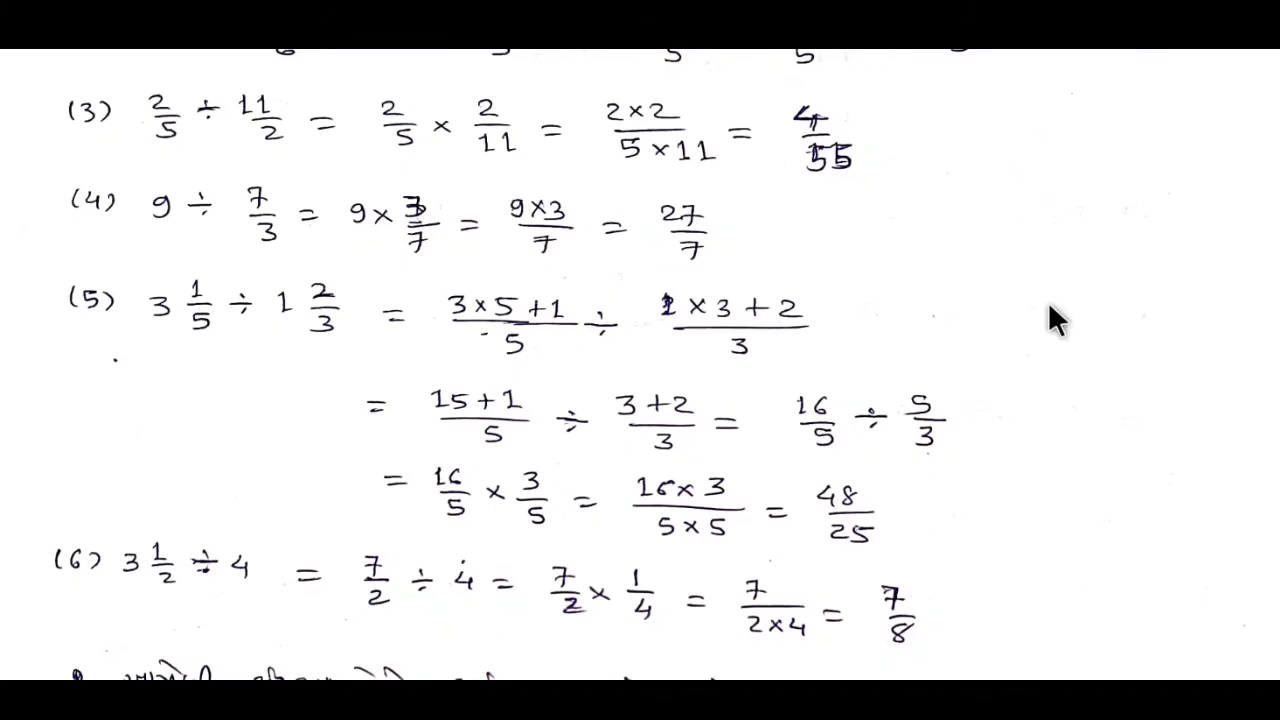 (3) 2/5 ÷ 11/2 = 2/5 × 2/11 = 2×2/5×11 = 4/55
(4) 9 ÷ 7/3 = 9 × 3/7 = 9×3/7 = 27/7
(5) 3 1/5 ÷ 1 2/3 = 3×5+1/5 ÷ 1×3+2/3
= 15+1/5 ÷ 3+2/3 = 16/5 ÷ 5/3
= 16/5 × 3/5 = 16×3/5×5 = 48/25
(6) 3 1/2 ÷ 4 = 7/2 ÷ 4 = 7/2 × 1/4 = 7/2×4 = 7/8